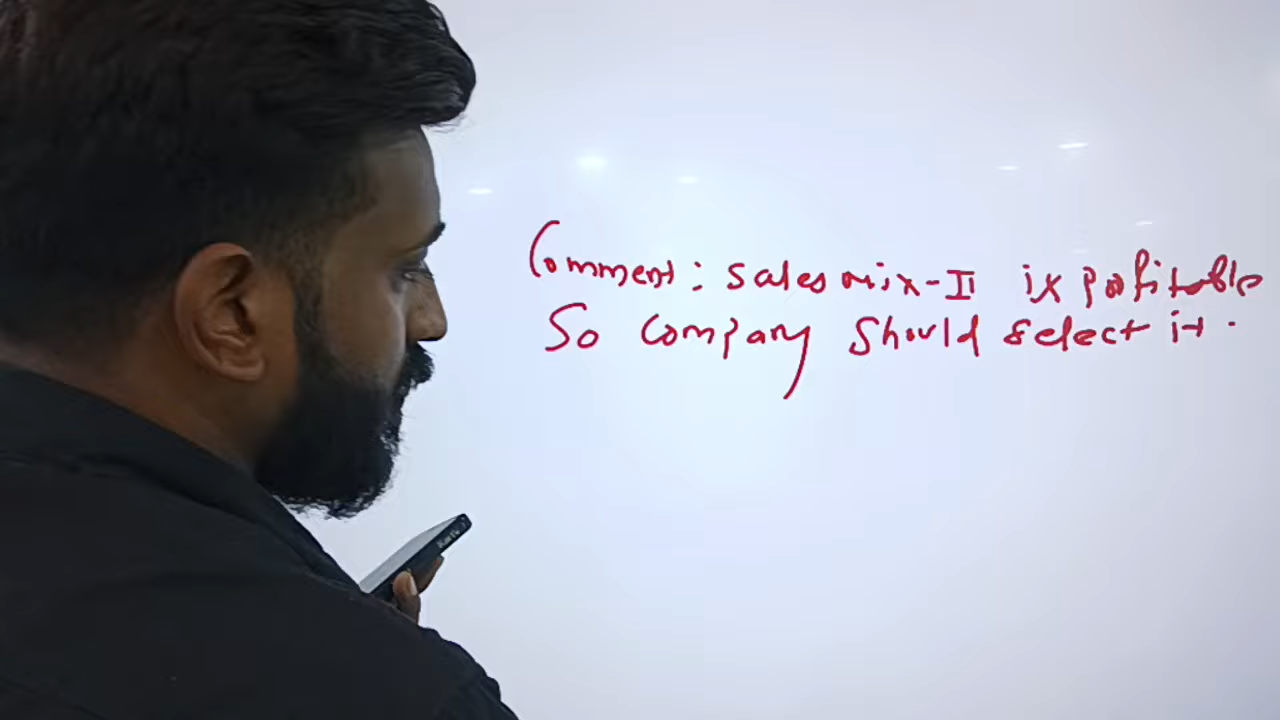 Comment: Sales mix-II is profitable
So company should select it.